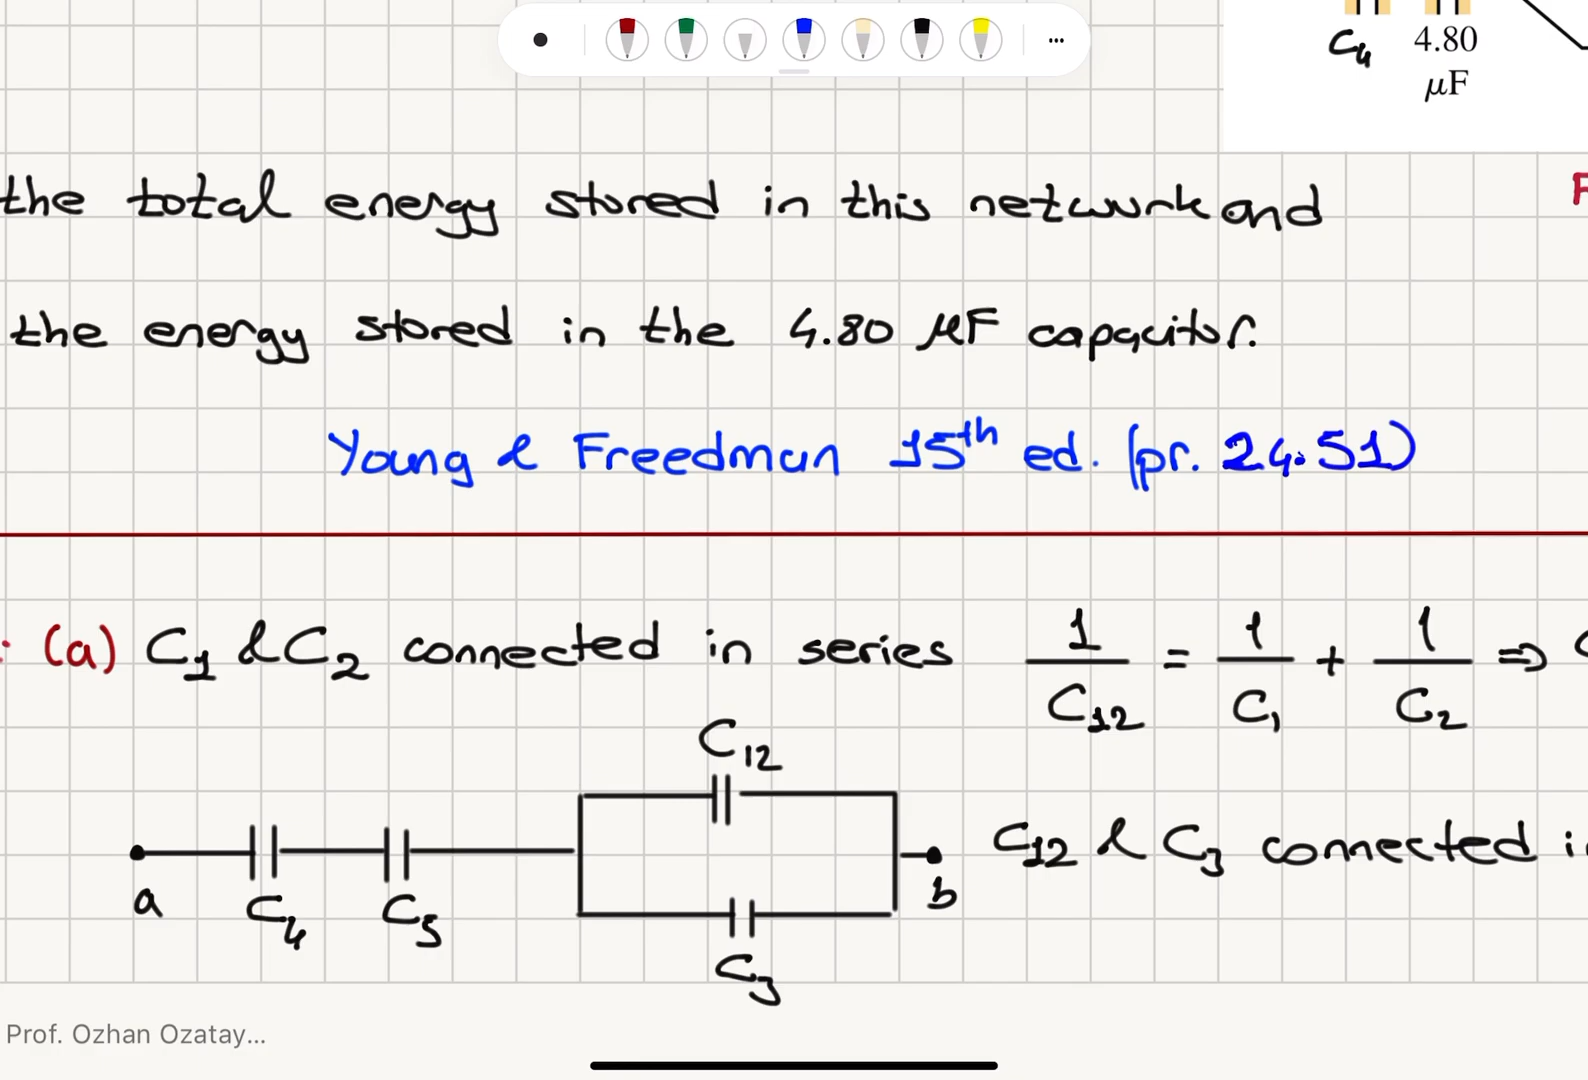 C4 4.80
μF
the total energy stored in this network and
the energy stored in the 4.80 μF capacitor.
Young & Freedman 15th ed. (pr. 24.51)
(a) C1 & C2 connected in series 1/C12 = 1/C1 + 1/C2 ⇒
C12
a C4 C5 b C12 & C3 connected
C3
Prof. Ozhan Ozatay...